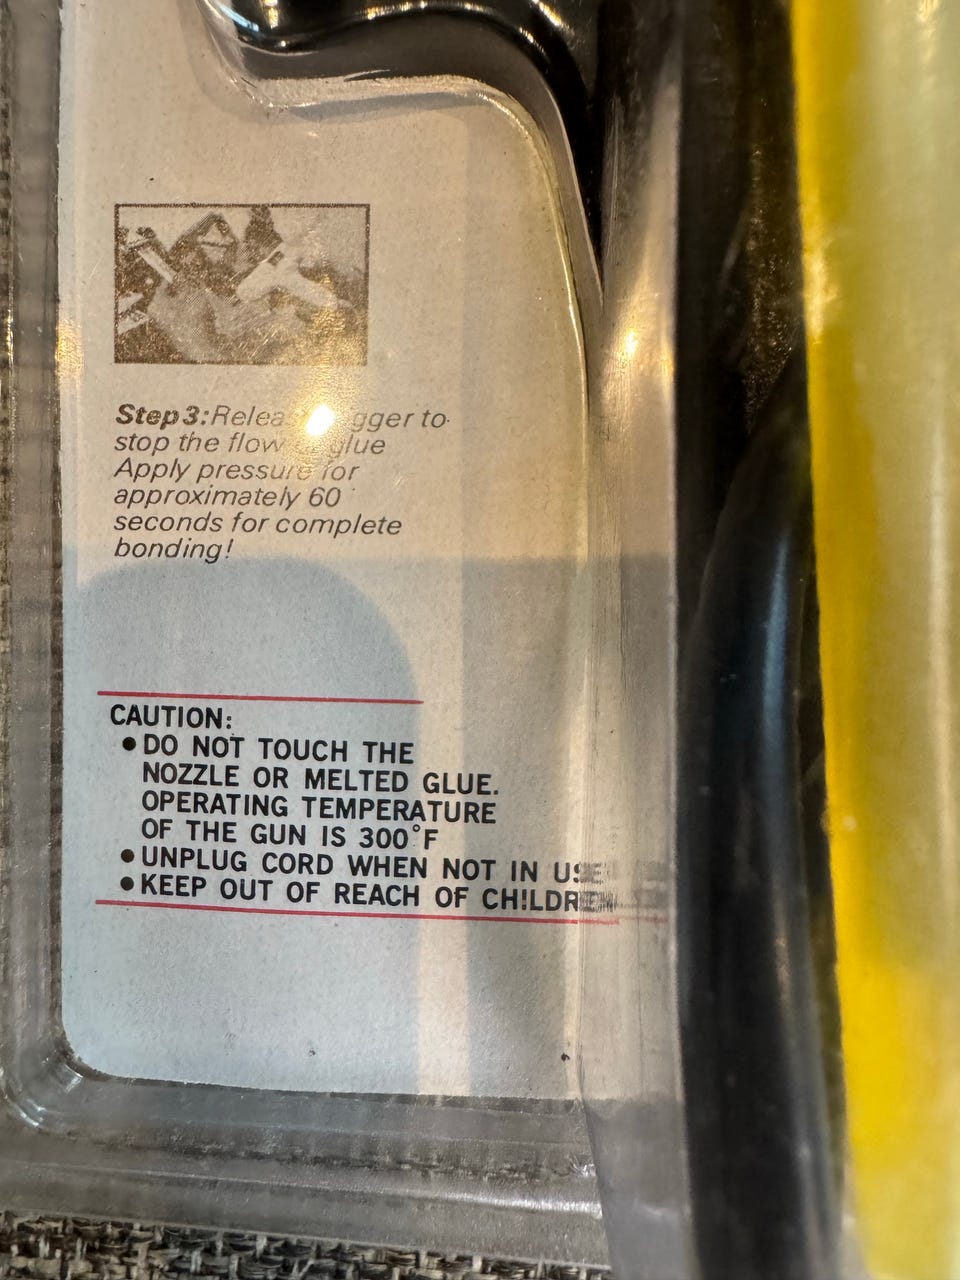 Step 3: gger to
stop the flow glue
Apply pressure for
approximately 60
seconds for complete
bonding!
CAUTION:
• DO NOT TOUCH THE
NOZZLE OR MELTED GLUE.
OPERATING TEMPERATURE
OF THE GUN IS 300°F
• UNPLUG CORD WHEN NOT IN USE
• KEEP OUT OF REACH OF CHILDREN